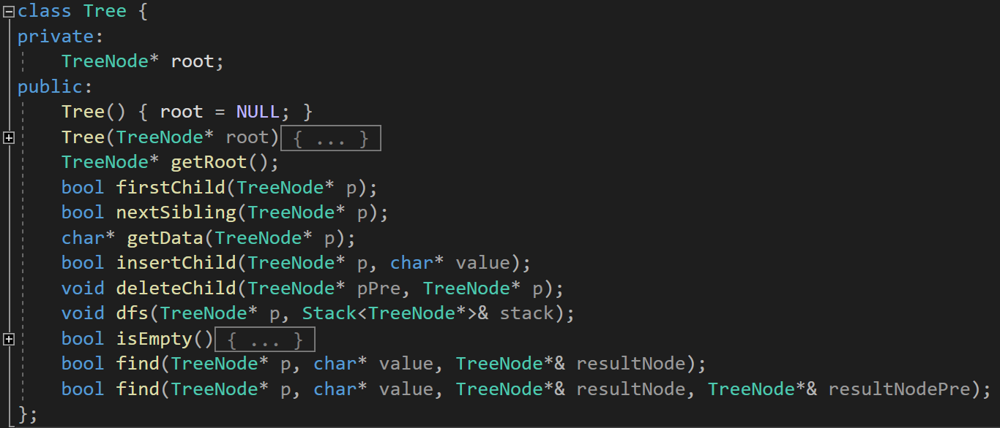 class Tree {
private:
    TreeNode* root;
public:
    Tree() { root = NULL; }
    Tree(TreeNode* root){ ... }
    TreeNode* getRoot();
    bool firstChild(TreeNode* p);
    bool nextSibling(TreeNode* p);
    char* getData(TreeNode* p);
    bool insertChild(TreeNode* p, char* value);
    void deleteChild(TreeNode* pPre, TreeNode* p);
    void dfs(TreeNode* p, Stack<TreeNode*>& stack);
    bool isEmpty(){ ... }
    bool find(TreeNode* p, char* value, TreeNode*& resultNode);
    bool find(TreeNode* p, char* value, TreeNode*& resultNode, TreeNode*& resultNodePre);
};